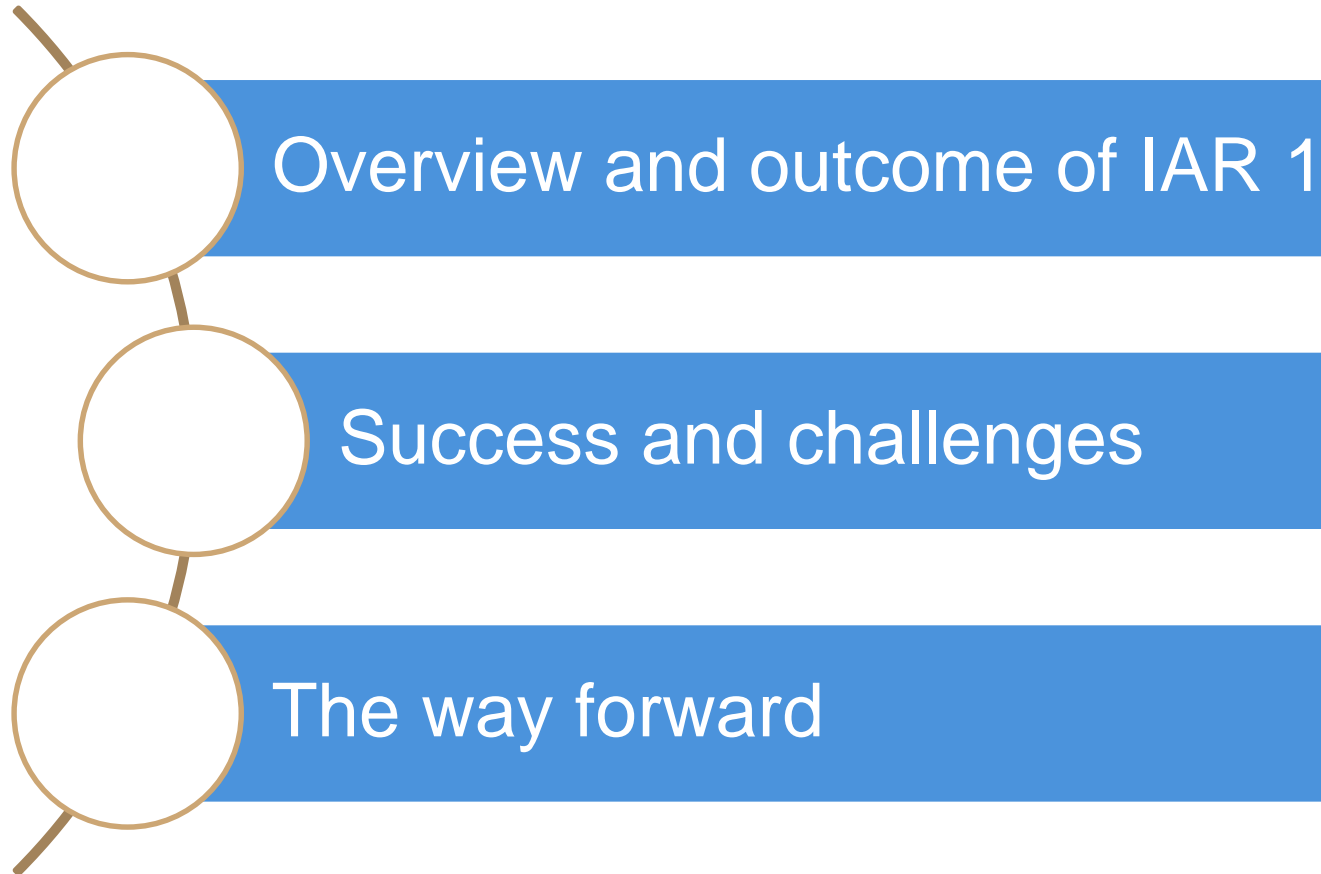 Overview and outcome of IAR 1
Success and challenges
The way forward